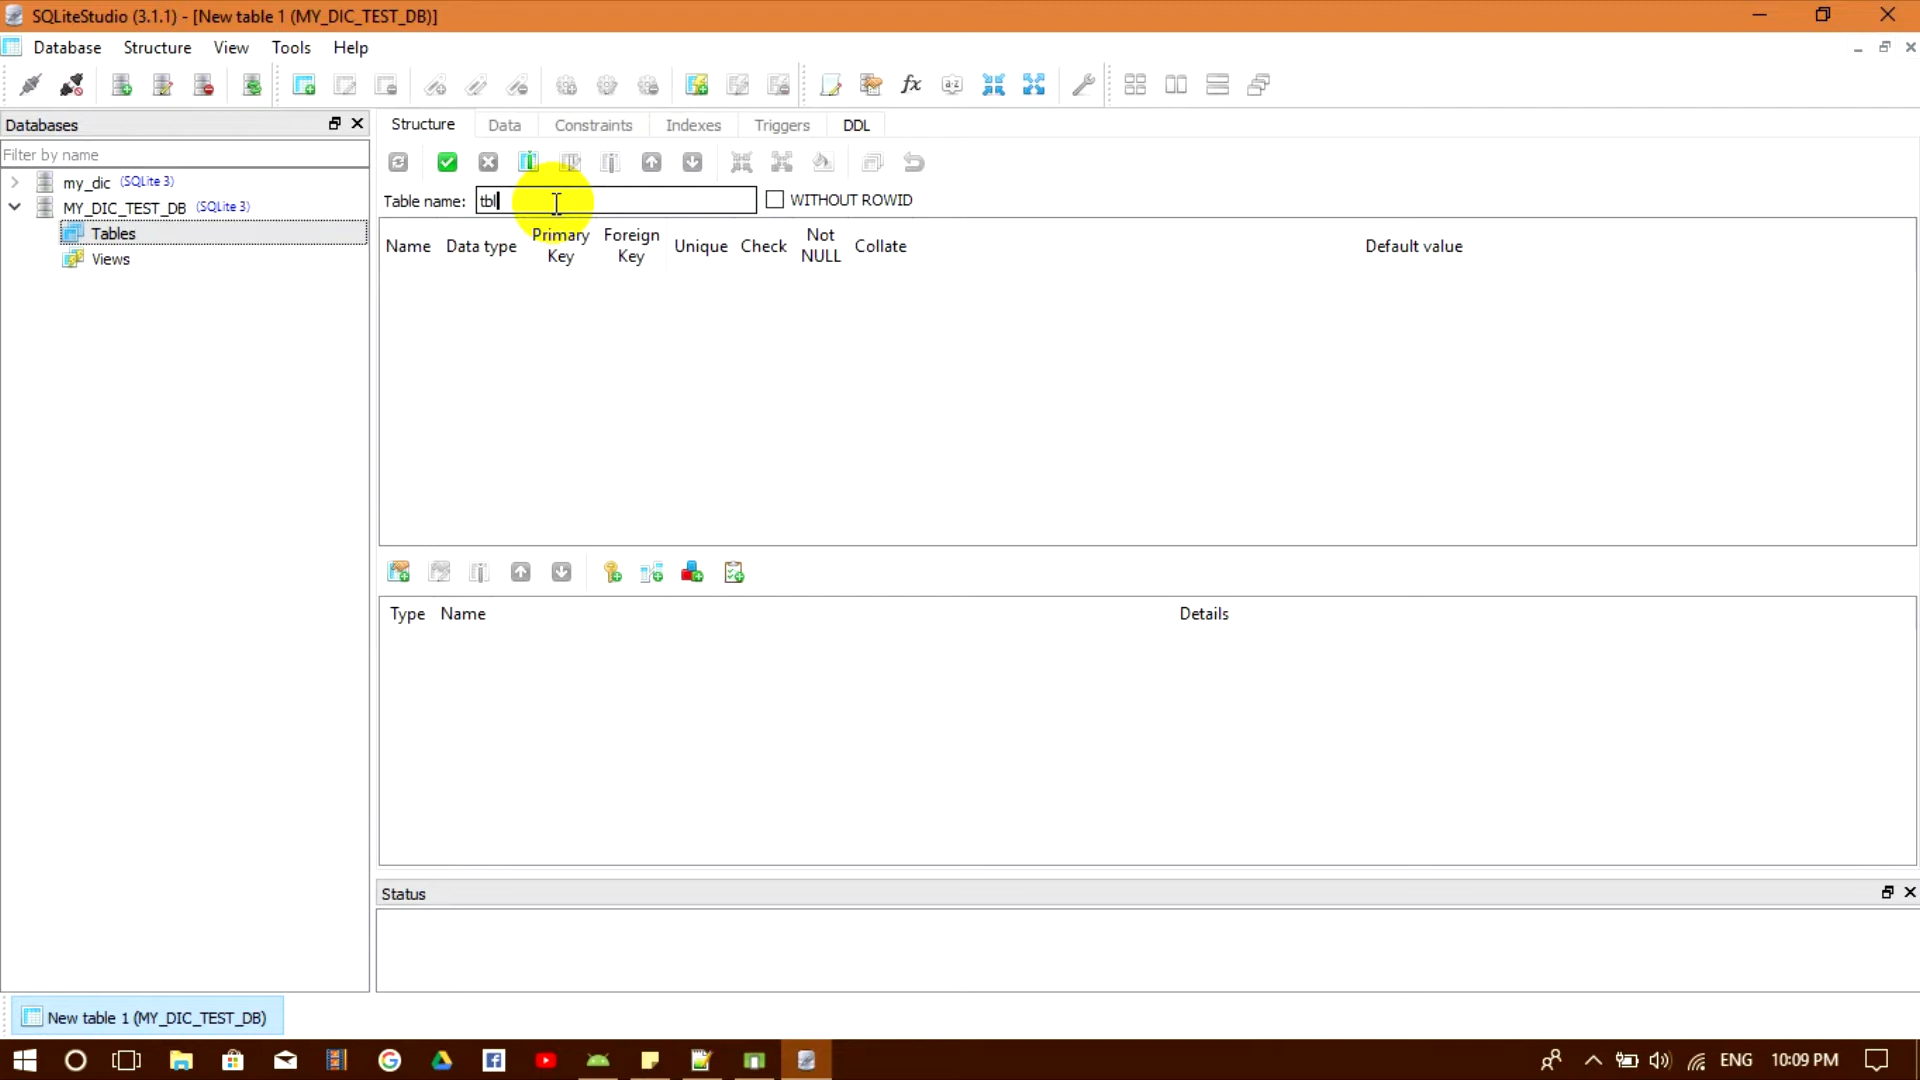 SQLiteStudio (3.1.1) - [New table 1 (MY_DIC_TEST_DB)]
Database Structure View Tools Help
Databases
Filter by name
my_dic (SQLite 3)
MY_DIC_TEST_DB (SQLite 3)
Tables
Views
Structure Data Constraints Indexes Triggers DDL
Table name: tbl WITHOUT ROWID
Name Data type Primary Key Foreign Key Unique Check Not NULL Collate Default value
Type Name Details
Status
New table 1 (MY_DIC_TEST_DB)
ENG 10:09 PM